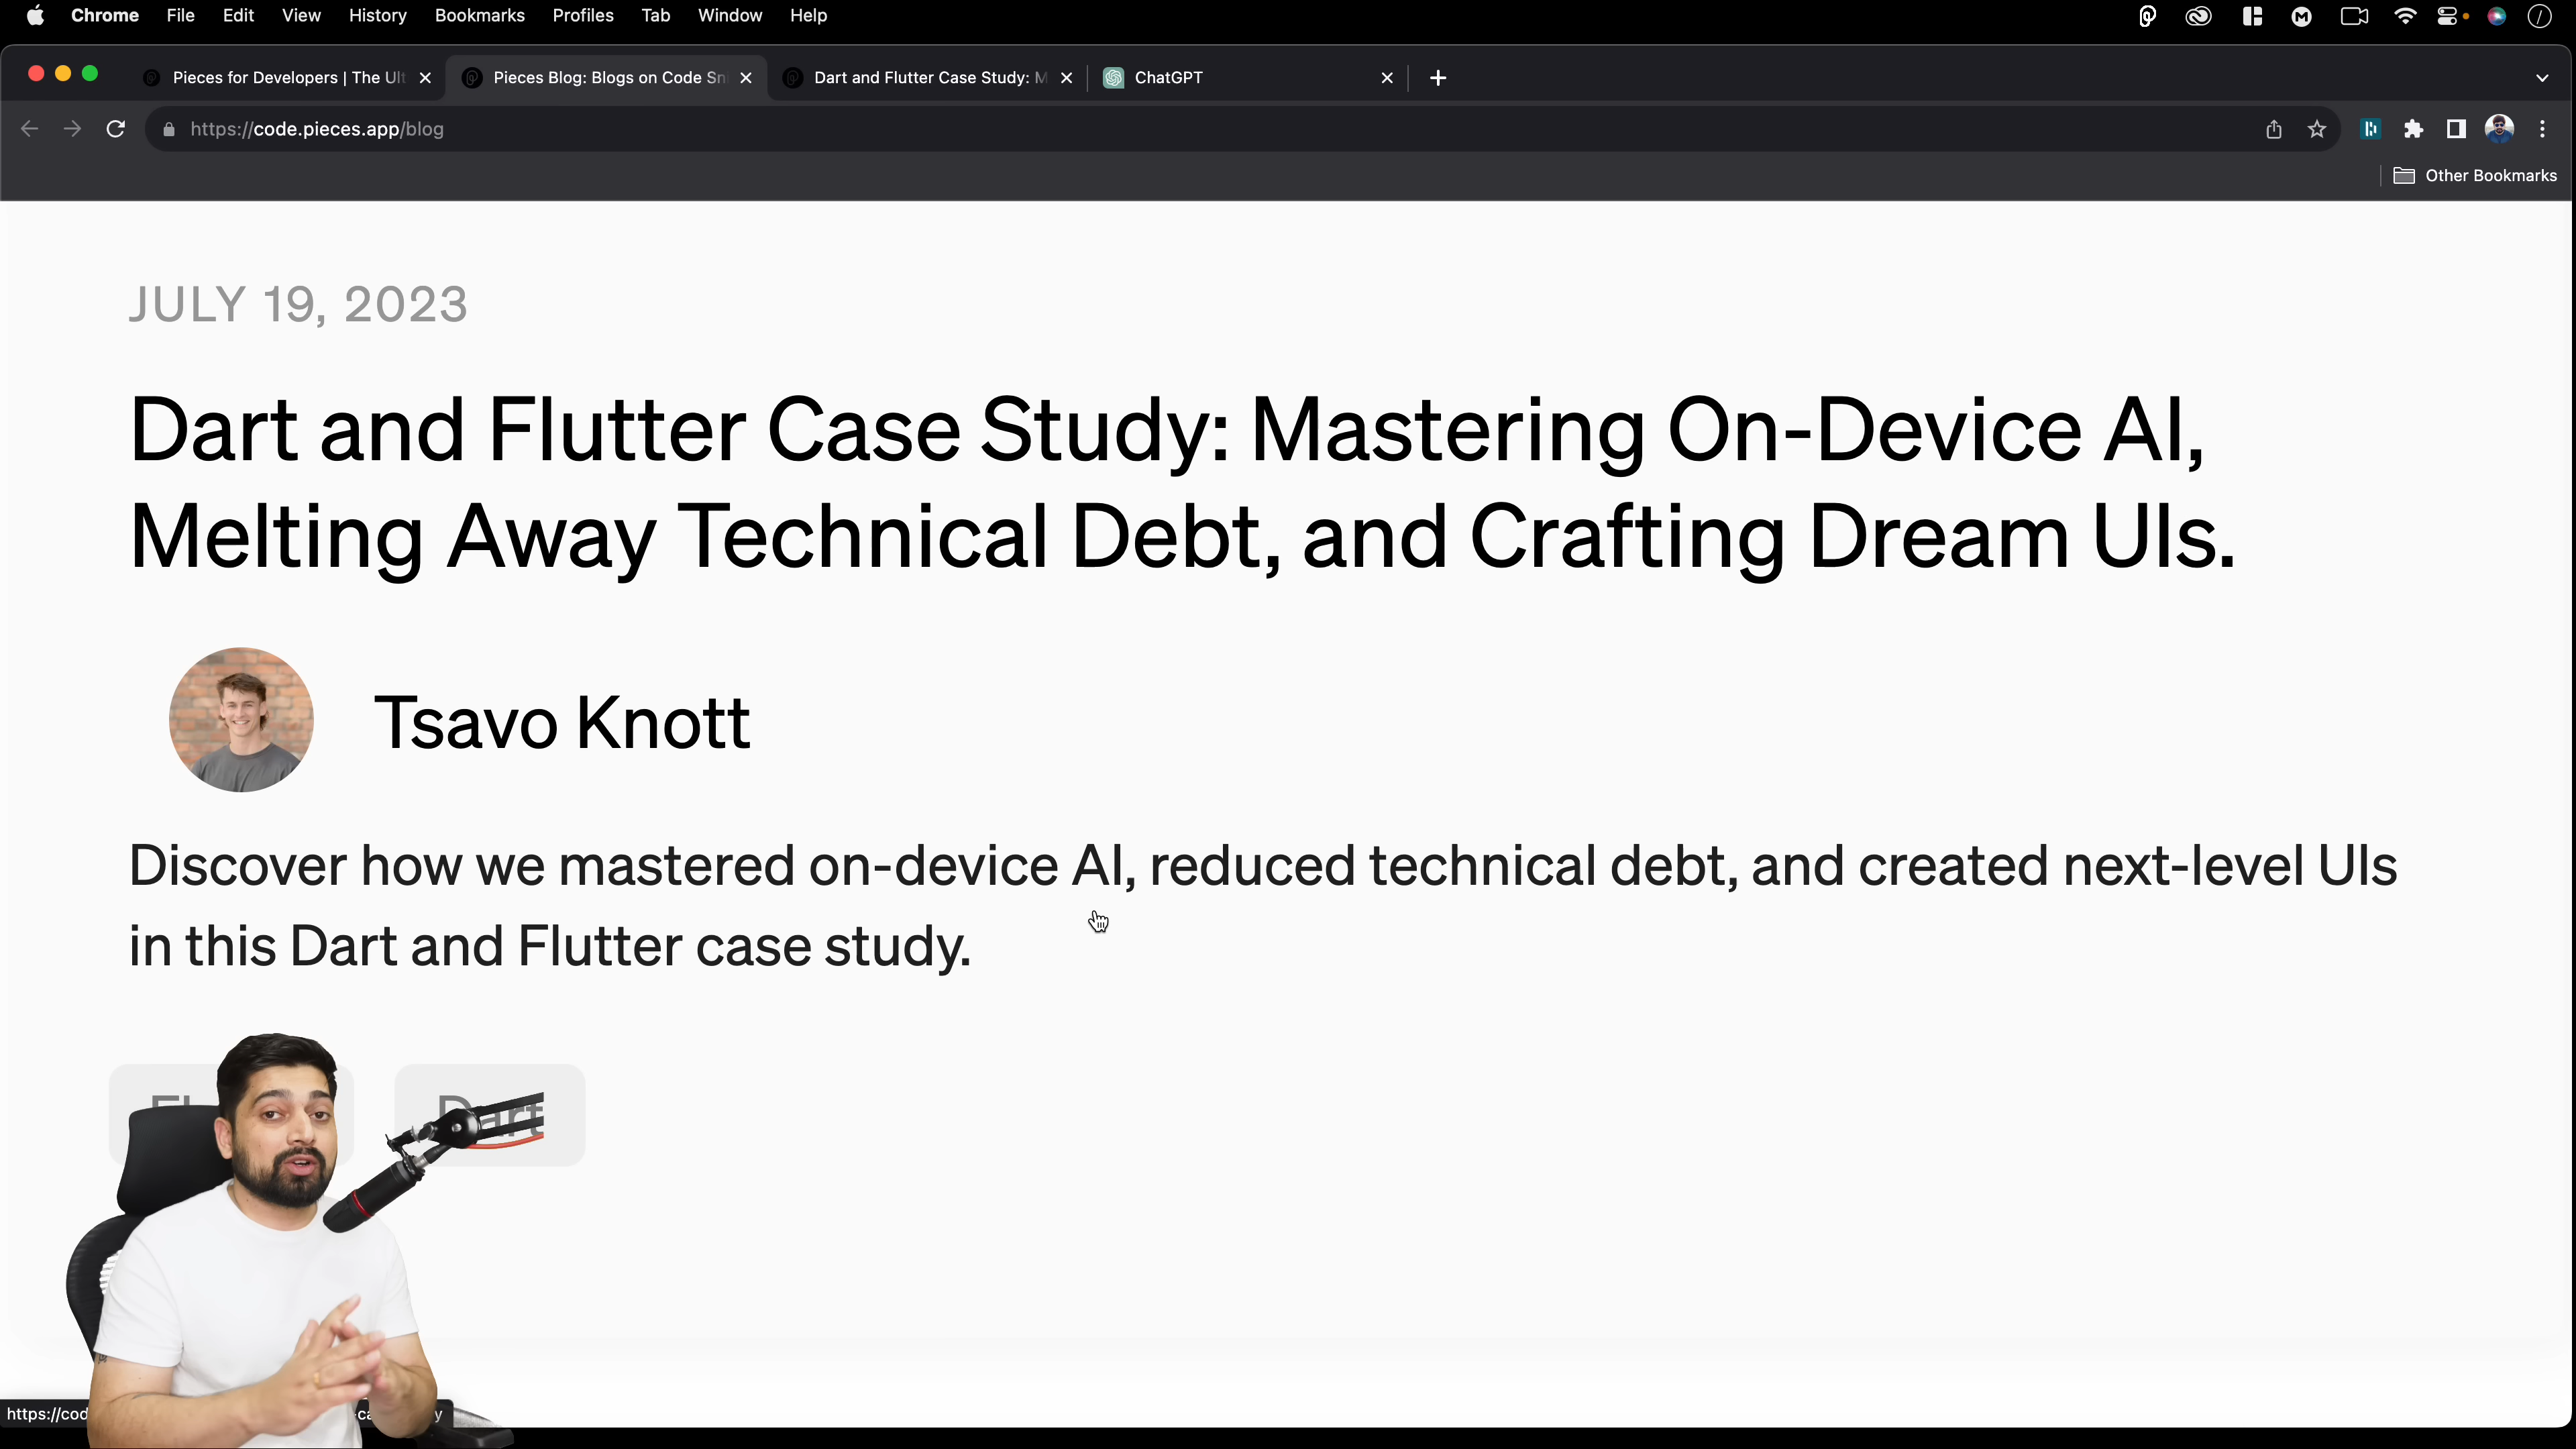 Chrome File Edit View History Bookmarks Profiles Tab Window Help
Pieces for Developers | The Ult
Pieces Blog: Blogs on Code Sn
Dart and Flutter Case Study: M
ChatGPT
https://code.pieces.app/blog
Other Bookmarks
JULY 19, 2023
Dart and Flutter Case Study: Mastering On-Device AI,
Melting Away Technical Debt, and Crafting Dream UIs.
Tsavo Knott
Discover how we mastered on-device AI, reduced technical debt, and created next-level UIs
in this Dart and Flutter case study.
Dart
https://cod